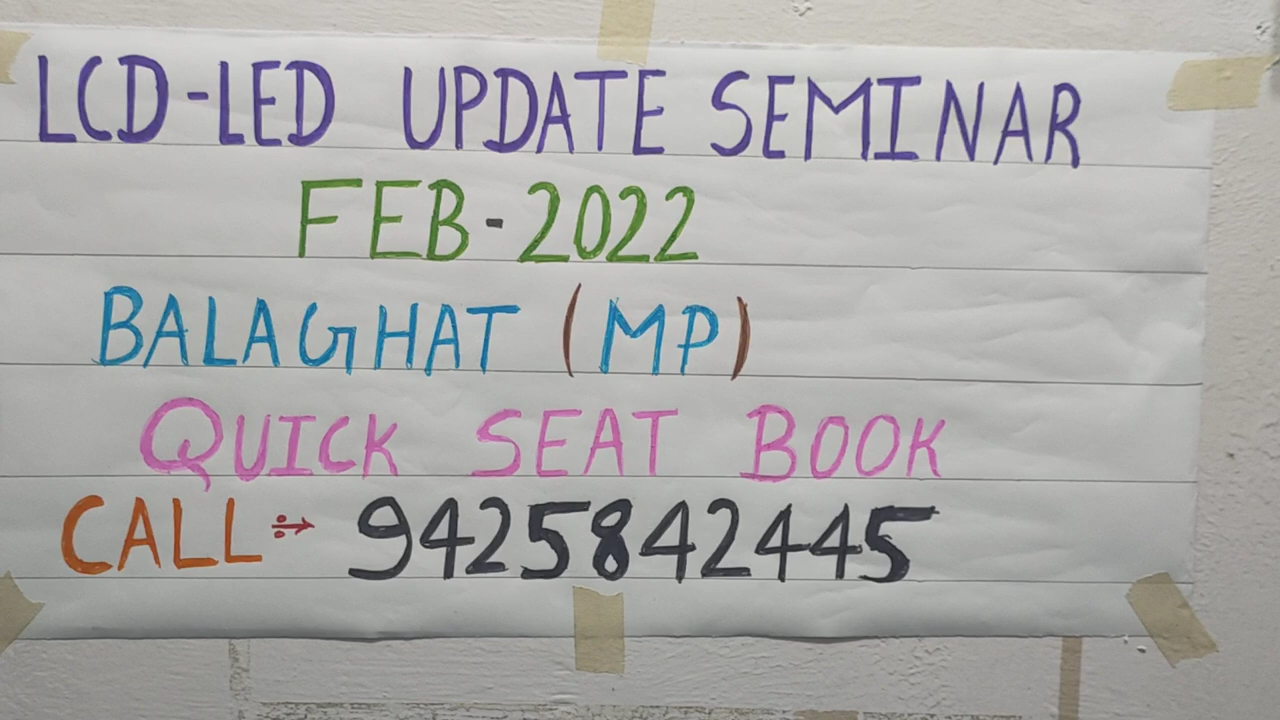 LCD-LED UPDATE SEMINAR
FEB-2022
BALAGHAT (MP)
QUICK SEAT BOOK
CALL ÷→ 9425842445